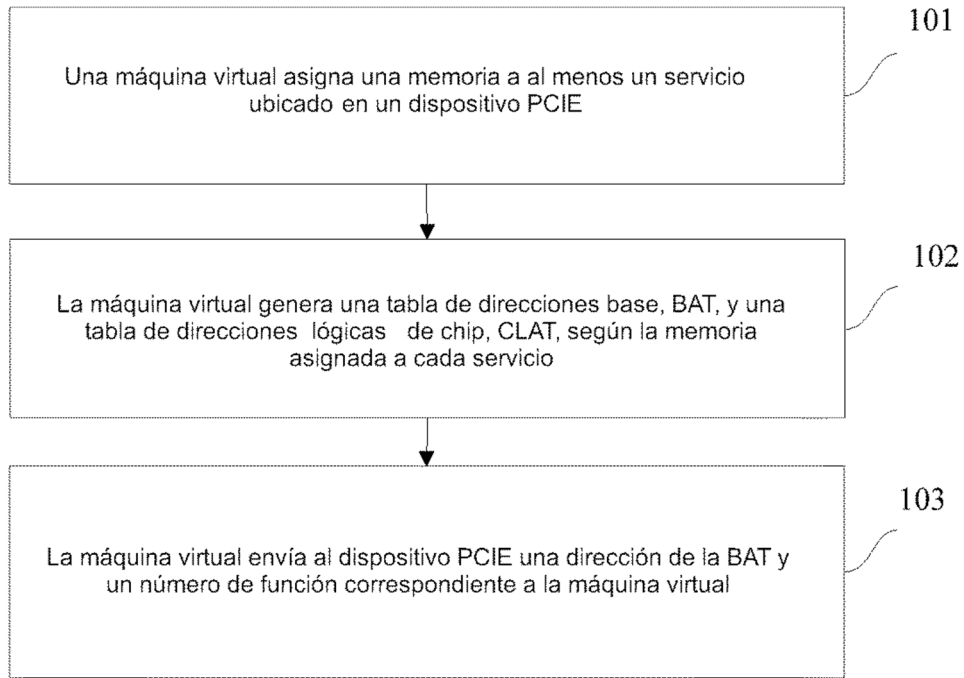 101
Una máquina virtual asigna una memoria a al menos un servicio
ubicado en un dispositivo PCIE
102
La máquina virtual genera una tabla de direcciones base, BAT, y una
tabla de direcciones lógicas de chip, CLAT, según la memoria
asignada a cada servicio
103
La máquina virtual envía al dispositivo PCIE una dirección de la BAT y
un número de función correspondiente a la máquina virtual